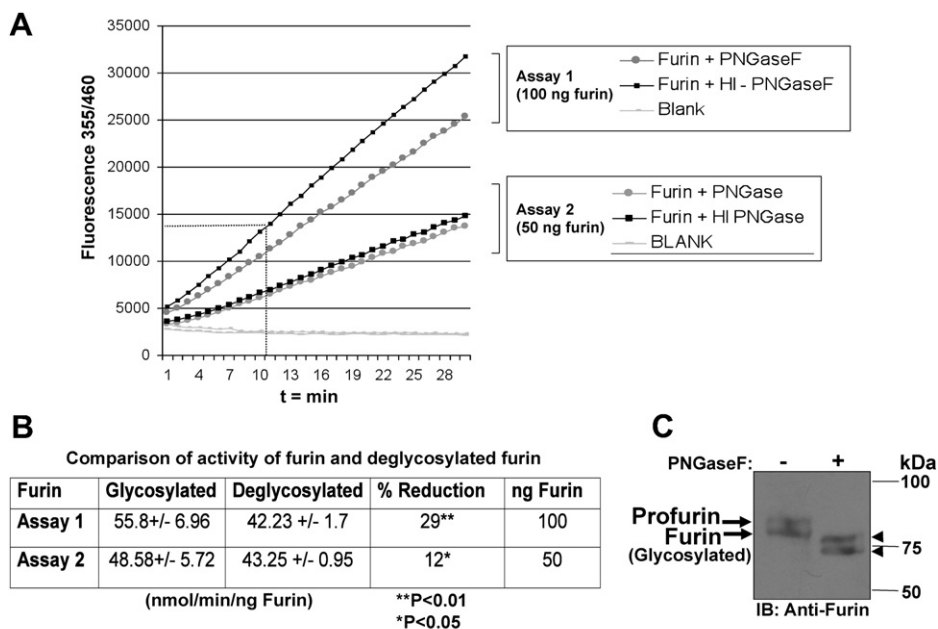 A
35000
30000
25000
20000
15000
10000
5000
0
Fluorescence 355/460
1 4 7 10 13 16 19 22 25 28
t = min
Assay 1
(100 ng furin)
Furin + PNGaseF
Furin + HI - PNGaseF
Blank
Assay 2
(50 ng furin)
Furin + PNGase
Furin + HI PNGase
BLANK
B
Comparison of activity of furin and deglycosylated furin
Furin Glycosylated Deglycosylated % Reduction ng Furin
Assay 1 55.8+/- 6.96 42.23 +/- 1.7 29** 100
Assay 2 48.58+/- 5.72 43.25 +/- 0.95 12* 50
(nmol/min/ng Furin) **P<0.01
*P<0.05
C
PNGaseF: - + kDa
100
Profurin
Furin
(Glycosylated)
75
50
IB: Anti-Furin